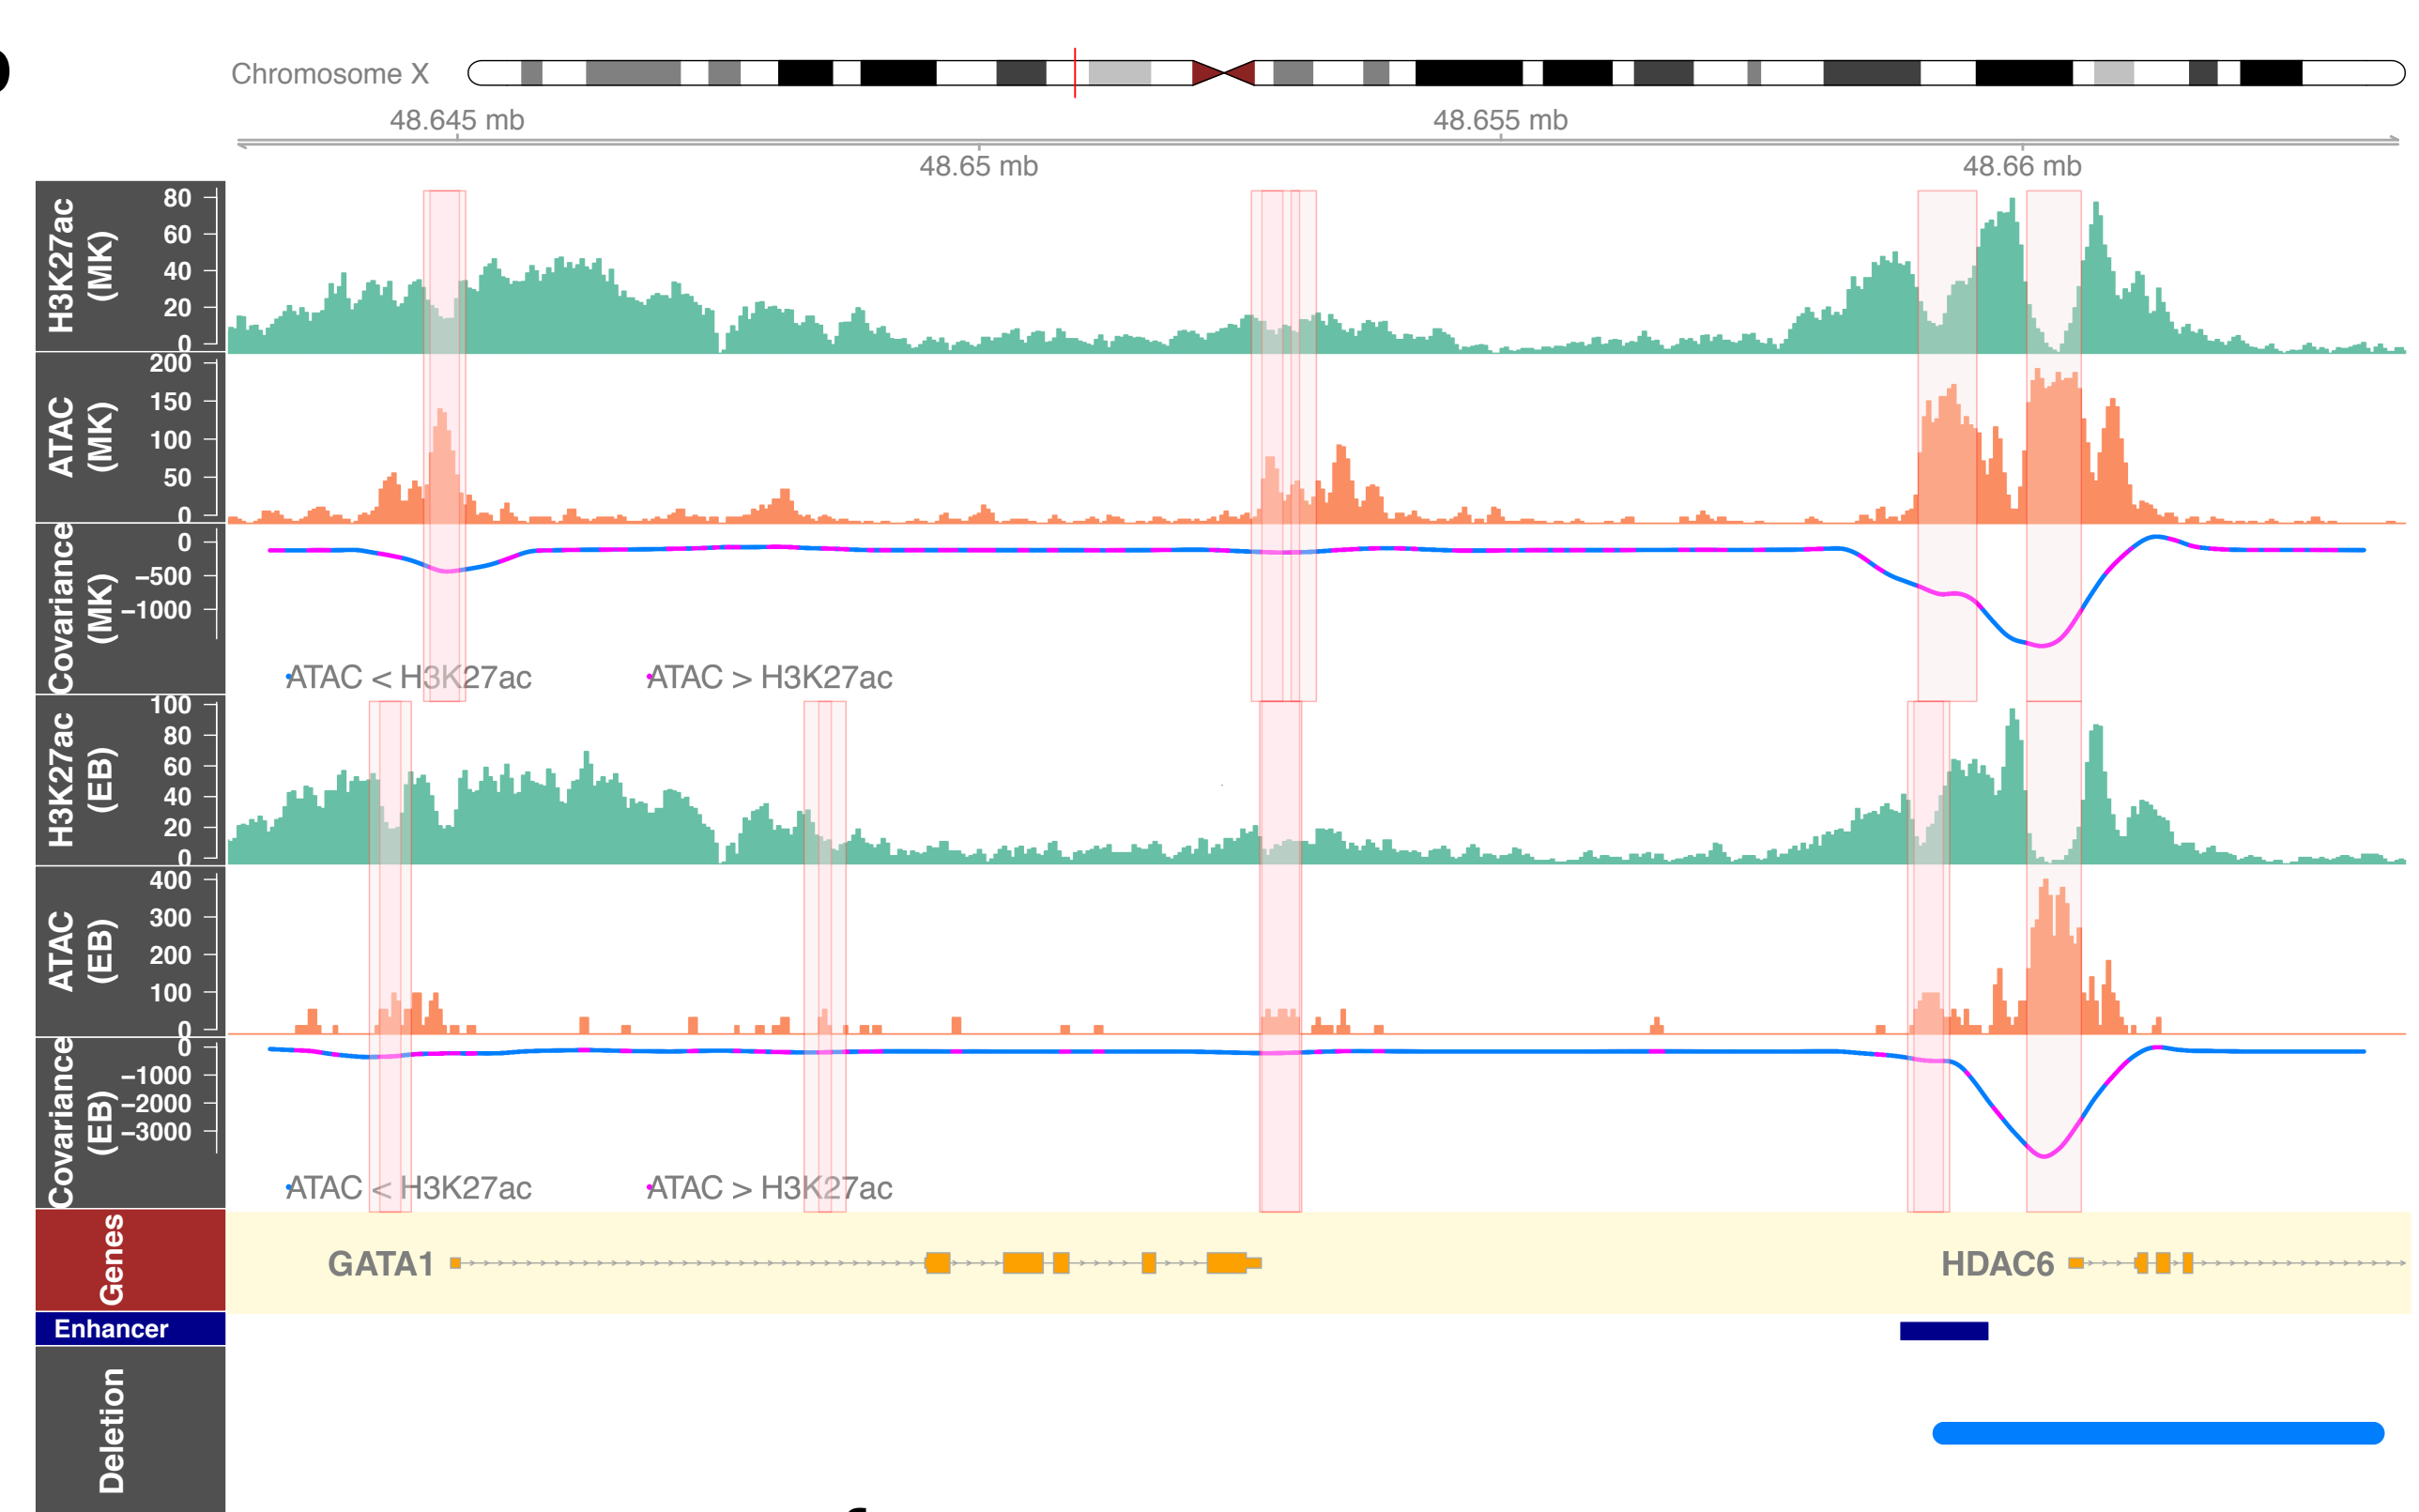 Chromosome X
48.645 mb
48.655 mb
48.65 mb
48.66 mb
H3K27ac
(MK)
80
60
40
20
0
ATAC
(MK)
200
150
100
50
0
Covariance
(MK)
0
−500
−1000
ATAC < H3K27ac
ATAC > H3K27ac
H3K27ac
(EB)
100
80
60
40
20
0
ATAC
(EB)
400
300
200
100
0
Covariance
(EB)
0
−1000
−2000
−3000
ATAC < H3K27ac
ATAC > H3K27ac
Genes
GATA1
HDAC6
Enhancer
Deletion